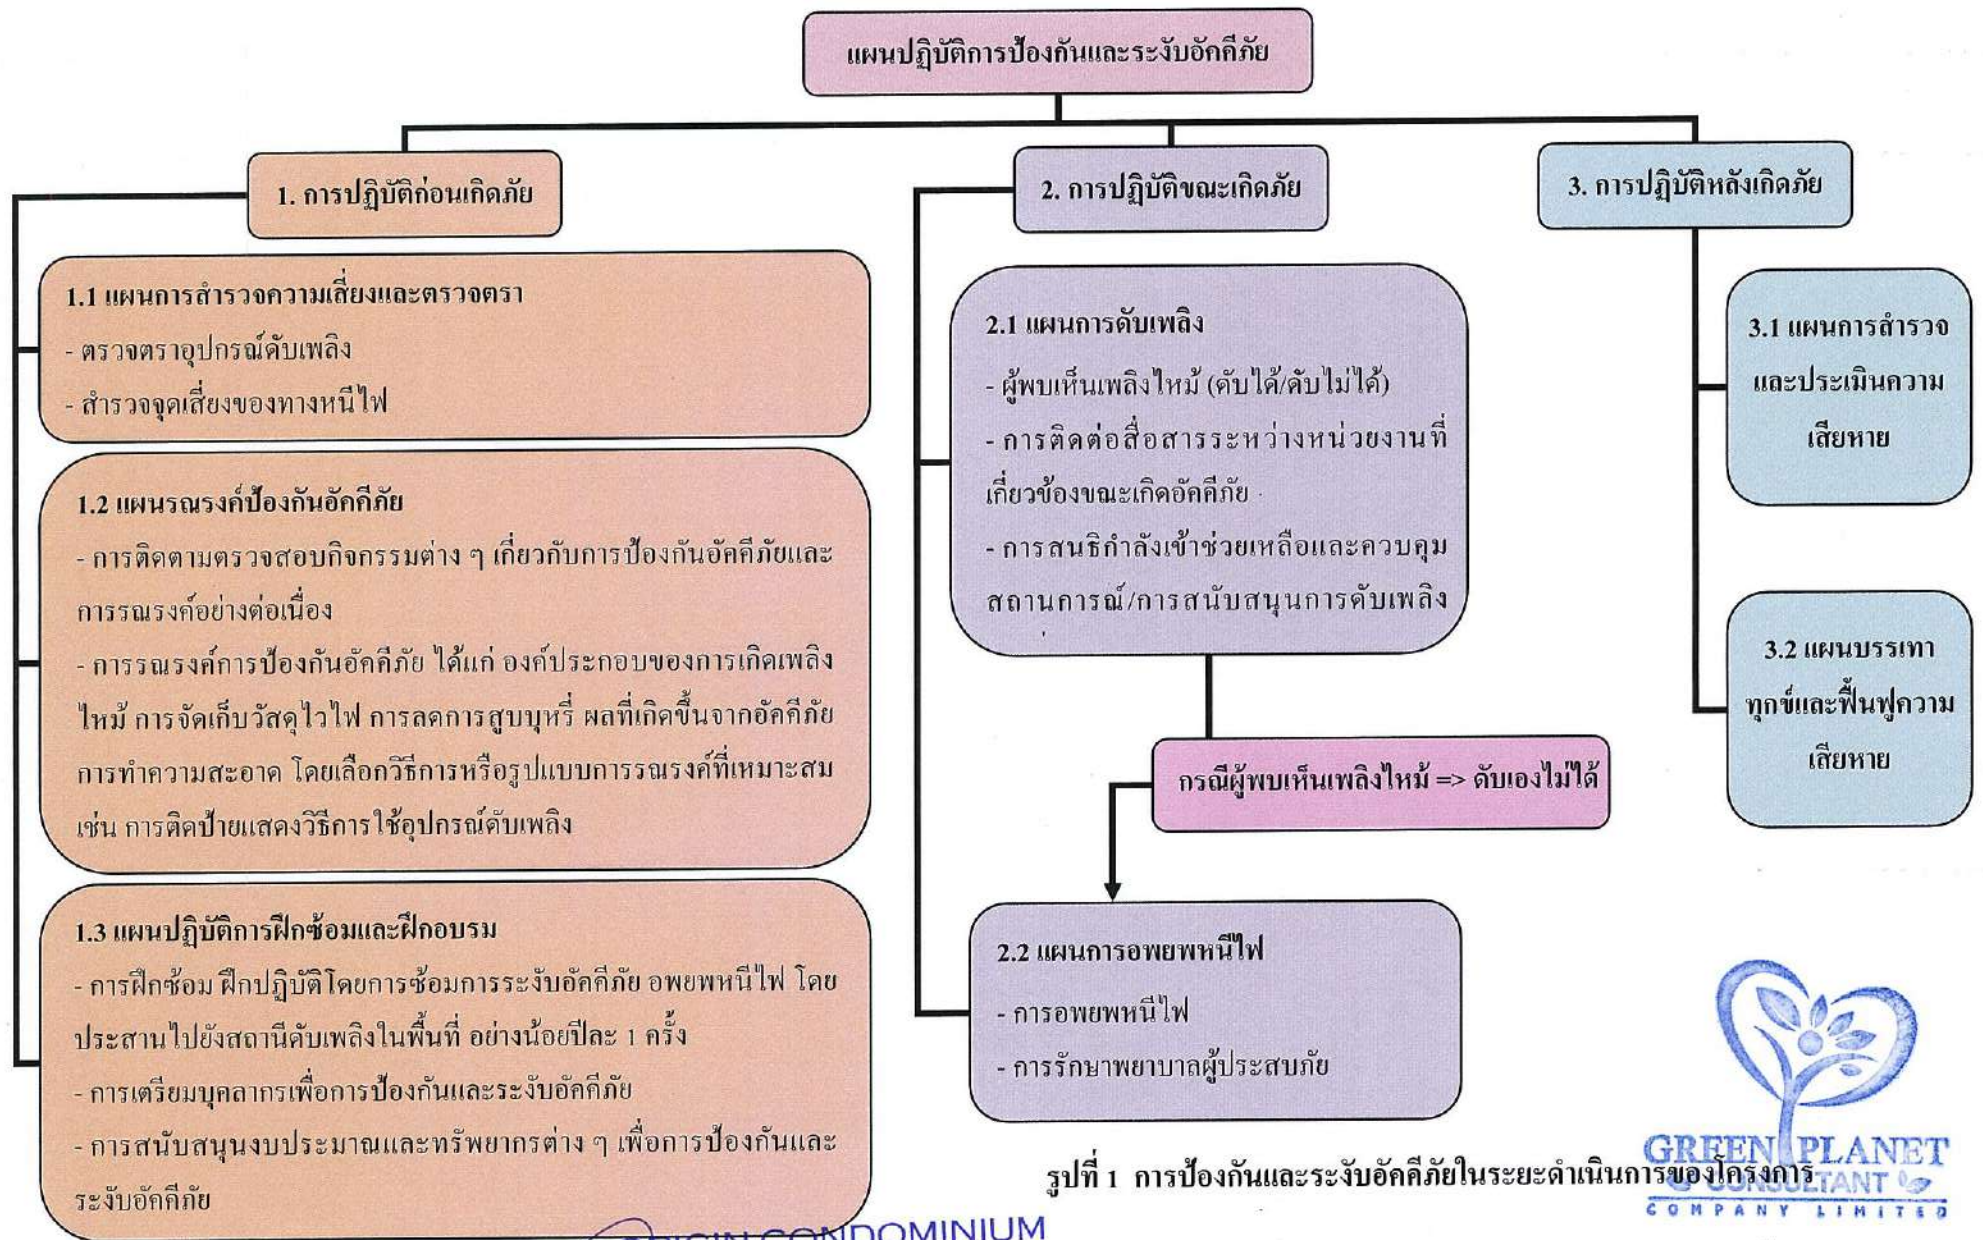 แผนปฏิบัติการป้องกันและระงับอัคคีภัย
1. การปฏิบัติก่อนเกิดภัย
1.1 แผนการสำรวจความเสี่ยงและตรวจตรา
- ตรวจตราอุปกรณ์ดับเพลิง
- สำรวจจุดเสี่ยงของทางหนีไฟ
1.2 แผนรณรงค์ป้องกันอัคคีภัย
- การติดตามตรวจสอบกิจกรรมต่าง ๆ เกี่ยวกับการป้องกันอัคคีภัยและ
การรณรงค์อย่างต่อเนื่อง
- การรณรงค์การป้องกันอัคคีภัย ได้แก่ องค์ประกอบของการเกิดเพลิง
ไหม้ การจัดเก็บวัสดุไวไฟ การลดการสูบบุหรี่ ผลที่เกิดขึ้นจากอัคคีภัย
การทำความสะอาด โดยเลือกวิธีการหรือรูปแบบการรณรงค์ที่เหมาะสม
เช่น การติดป้ายแสดงวิธีการใช้อุปกรณ์ดับเพลิง
1.3 แผนปฏิบัติการฝึกซ้อมและฝึกอบรม
- การฝึกซ้อม ฝึกปฏิบัติโดยการซ้อมการระงับอัคคีภัย อพยพหนีไฟ โดย
ประสานไปยังสถานีดับเพลิงในพื้นที่ อย่างน้อยปีละ 1 ครั้ง
- การเตรียมบุคลากรเพื่อการป้องกันและระงับอัคคีภัย
- การสนับสนุนงบประมาณและทรัพยากรต่าง ๆ เพื่อการป้องกันและ
ระงับอัคคีภัย
2. การปฏิบัติขณะเกิดภัย
2.1 แผนการดับเพลิง
- ผู้พบเห็นเพลิงไหม้ (ดับได้/ดับไม่ได้)
- การติดต่อสื่อสารระหว่างหน่วยงานที่
เกี่ยวข้องขณะเกิดอัคคีภัย
- การสนธิกำลังเข้าช่วยเหลือและควบคุม
สถานการณ์/การสนับสนุนการดับเพลิง
กรณีผู้พบเห็นเพลิงไหม้ => ดับเองไม่ได้
2.2 แผนการอพยพหนีไฟ
- การอพยพหนีไฟ
- การรักษาพยาบาลผู้ประสบภัย
3. การปฏิบัติหลังเกิดภัย
3.1 แผนการสำรวจ
และประเมินความ
เสียหาย
3.2 แผนบรรเทา
ทุกข์และฟื้นฟูความ
เสียหาย
รูปที่ 1 การป้องกันและระงับอัคคีภัยในระยะดำเนินการของโครงการ
GREEN PLANET
CONSULTANT
COMPANY LIMITED
ORIGIN CONDOMINIUM